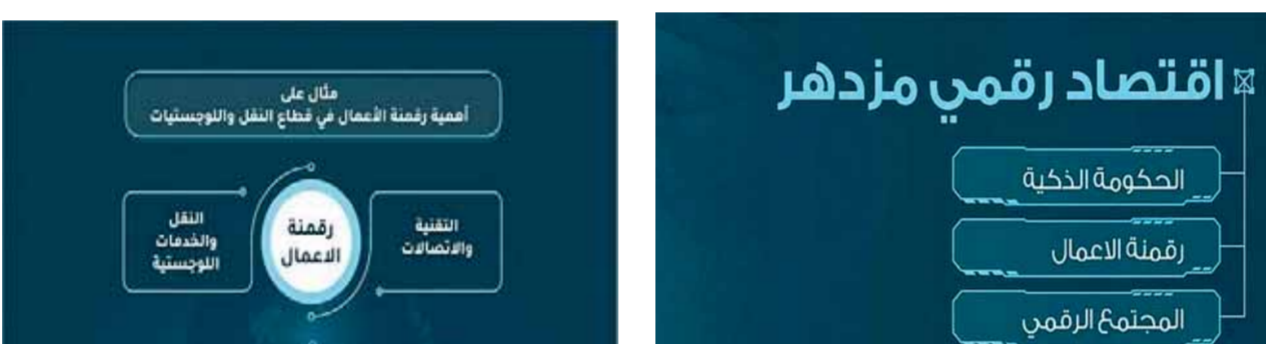 اقتصاد رقمي مزدهر
الحكومة الذكية
رقمنة الاعمال
المجتمع الرقمي
مثال على
أهمية رقمنة الأعمال في قطاع النقل واللوجستيات
التقنية
والاتصالات
رقمنة
الاعمال
النقل
والخدمات
اللوجستية